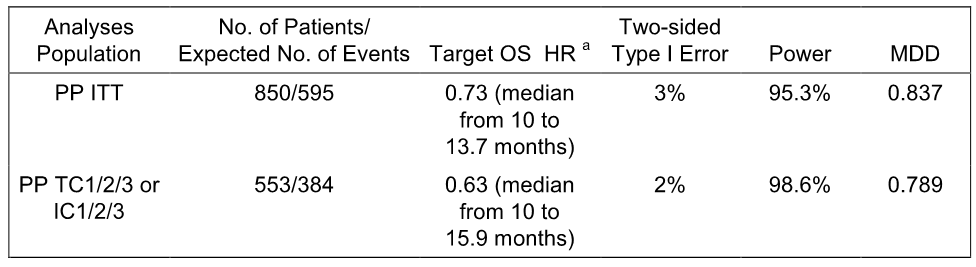 Analyses Population No. of Patients/ Expected No. of Events Target OS HR a Two-sided Type I Error Power MDD
PP ITT 850/595 0.73 (median from 10 to 13.7 months) 3% 95.3% 0.837
PP TC1/2/3 or IC1/2/3 553/384 0.63 (median from 10 to 15.9 months) 2% 98.6% 0.789